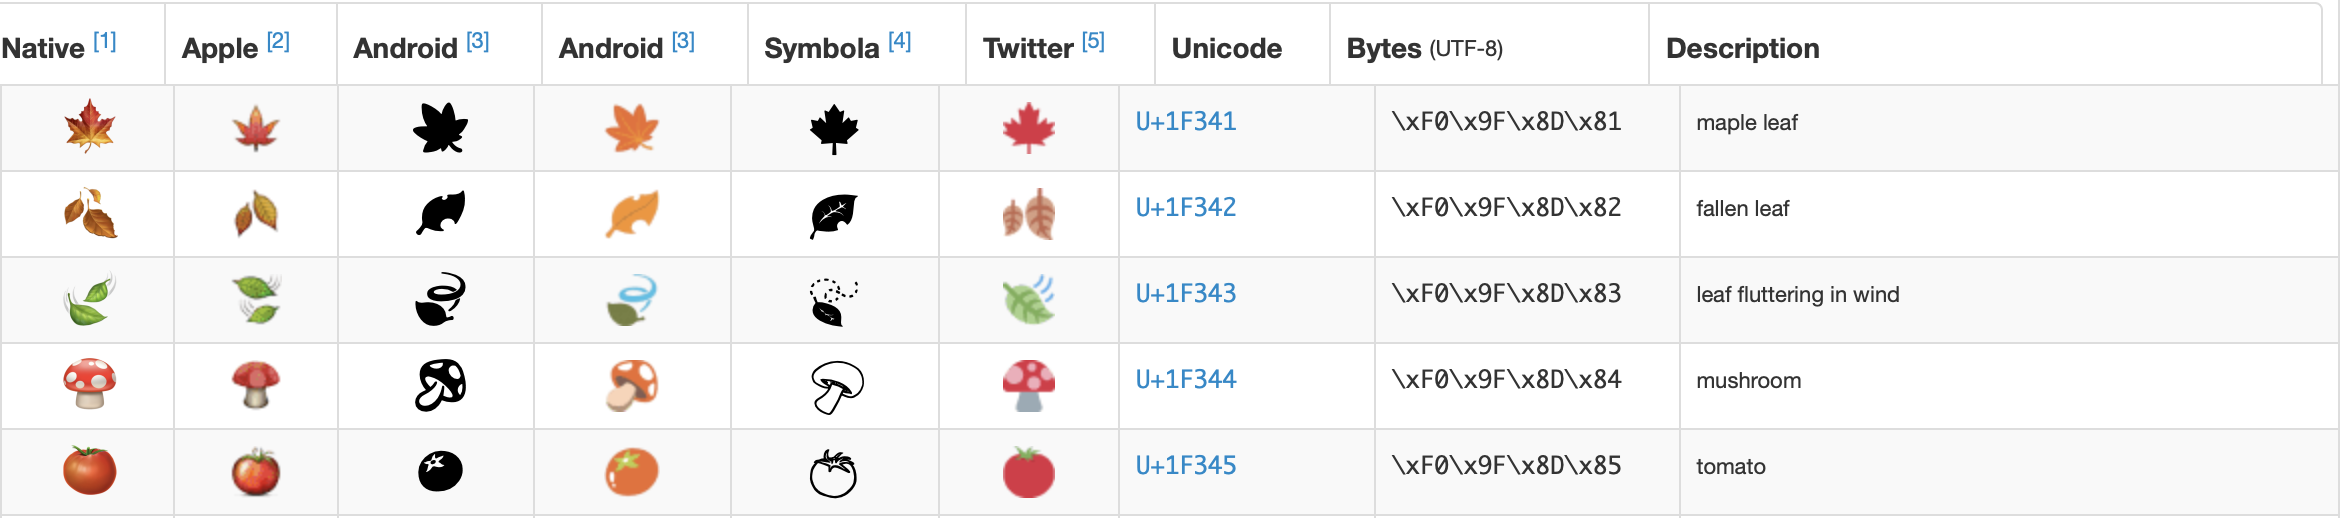 Native [1] Apple [2] Android [3] Android [3] Symbola [4] Twitter [5] Unicode Bytes (UTF-8) Description
U+1F341 \xF0\x9F\x8D\x81 maple leaf
U+1F342 \xF0\x9F\x8D\x82 fallen leaf
U+1F343 \xF0\x9F\x8D\x83 leaf fluttering in wind
U+1F344 \xF0\x9F\x8D\x84 mushroom
U+1F345 \xF0\x9F\x8D\x85 tomato